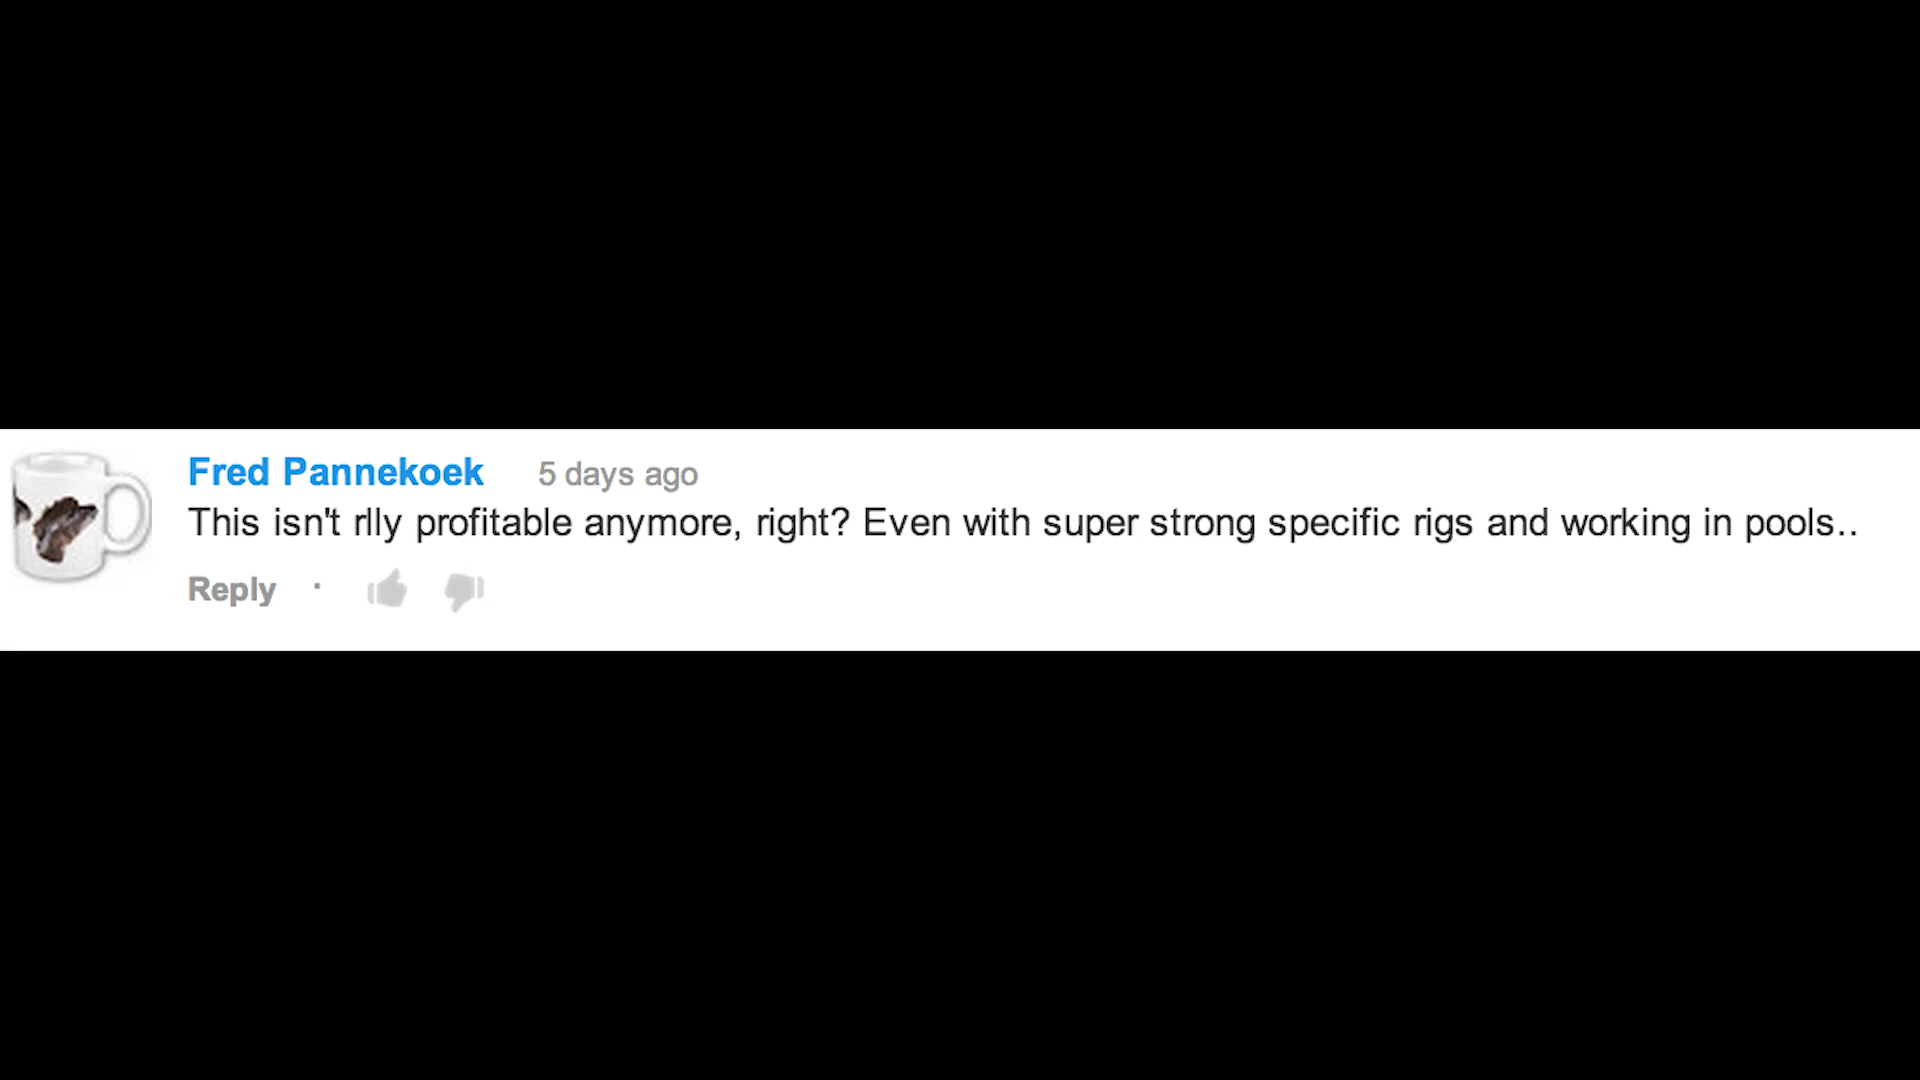 Fred Pannekoek 5 days ago
This isn't rlly profitable anymore, right? Even with super strong specific rigs and working in pools..
Reply ·